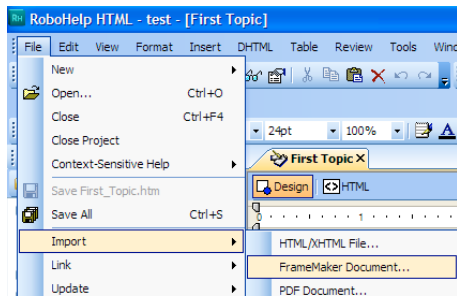 RoboHelp HTML - test - [First Topic]
File Edit View Format Insert DHTML Table Review Tools
New
Open... Ctrl+O
Close Ctrl+F4
Close Project
24pt 100% A
Context-Sensitive Help
First Topic X
Save First_Topic.htm
Design HTML
Save All Ctrl+S
1
Import
HTML/XHTML File...
Link
FrameMaker Document...
Update
PDF Document...